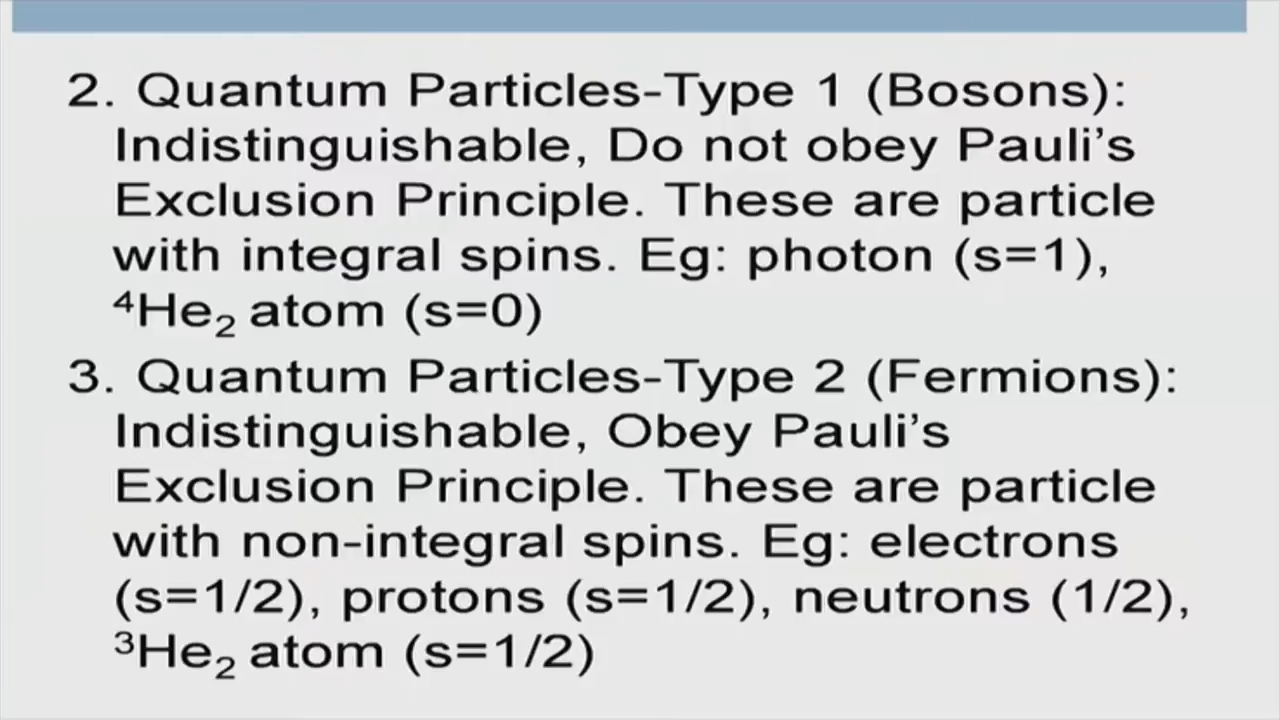 2. Quantum Particles-Type 1 (Bosons):
Indistinguishable, Do not obey Pauli's
Exclusion Principle. These are particle
with integral spins. Eg: photon (s=1),
⁴He₂ atom (s=0)
3. Quantum Particles-Type 2 (Fermions):
Indistinguishable, Obey Pauli's
Exclusion Principle. These are particle
with non-integral spins. Eg: electrons
(s=1/2), protons (s=1/2), neutrons (1/2),
³He₂ atom (s=1/2)